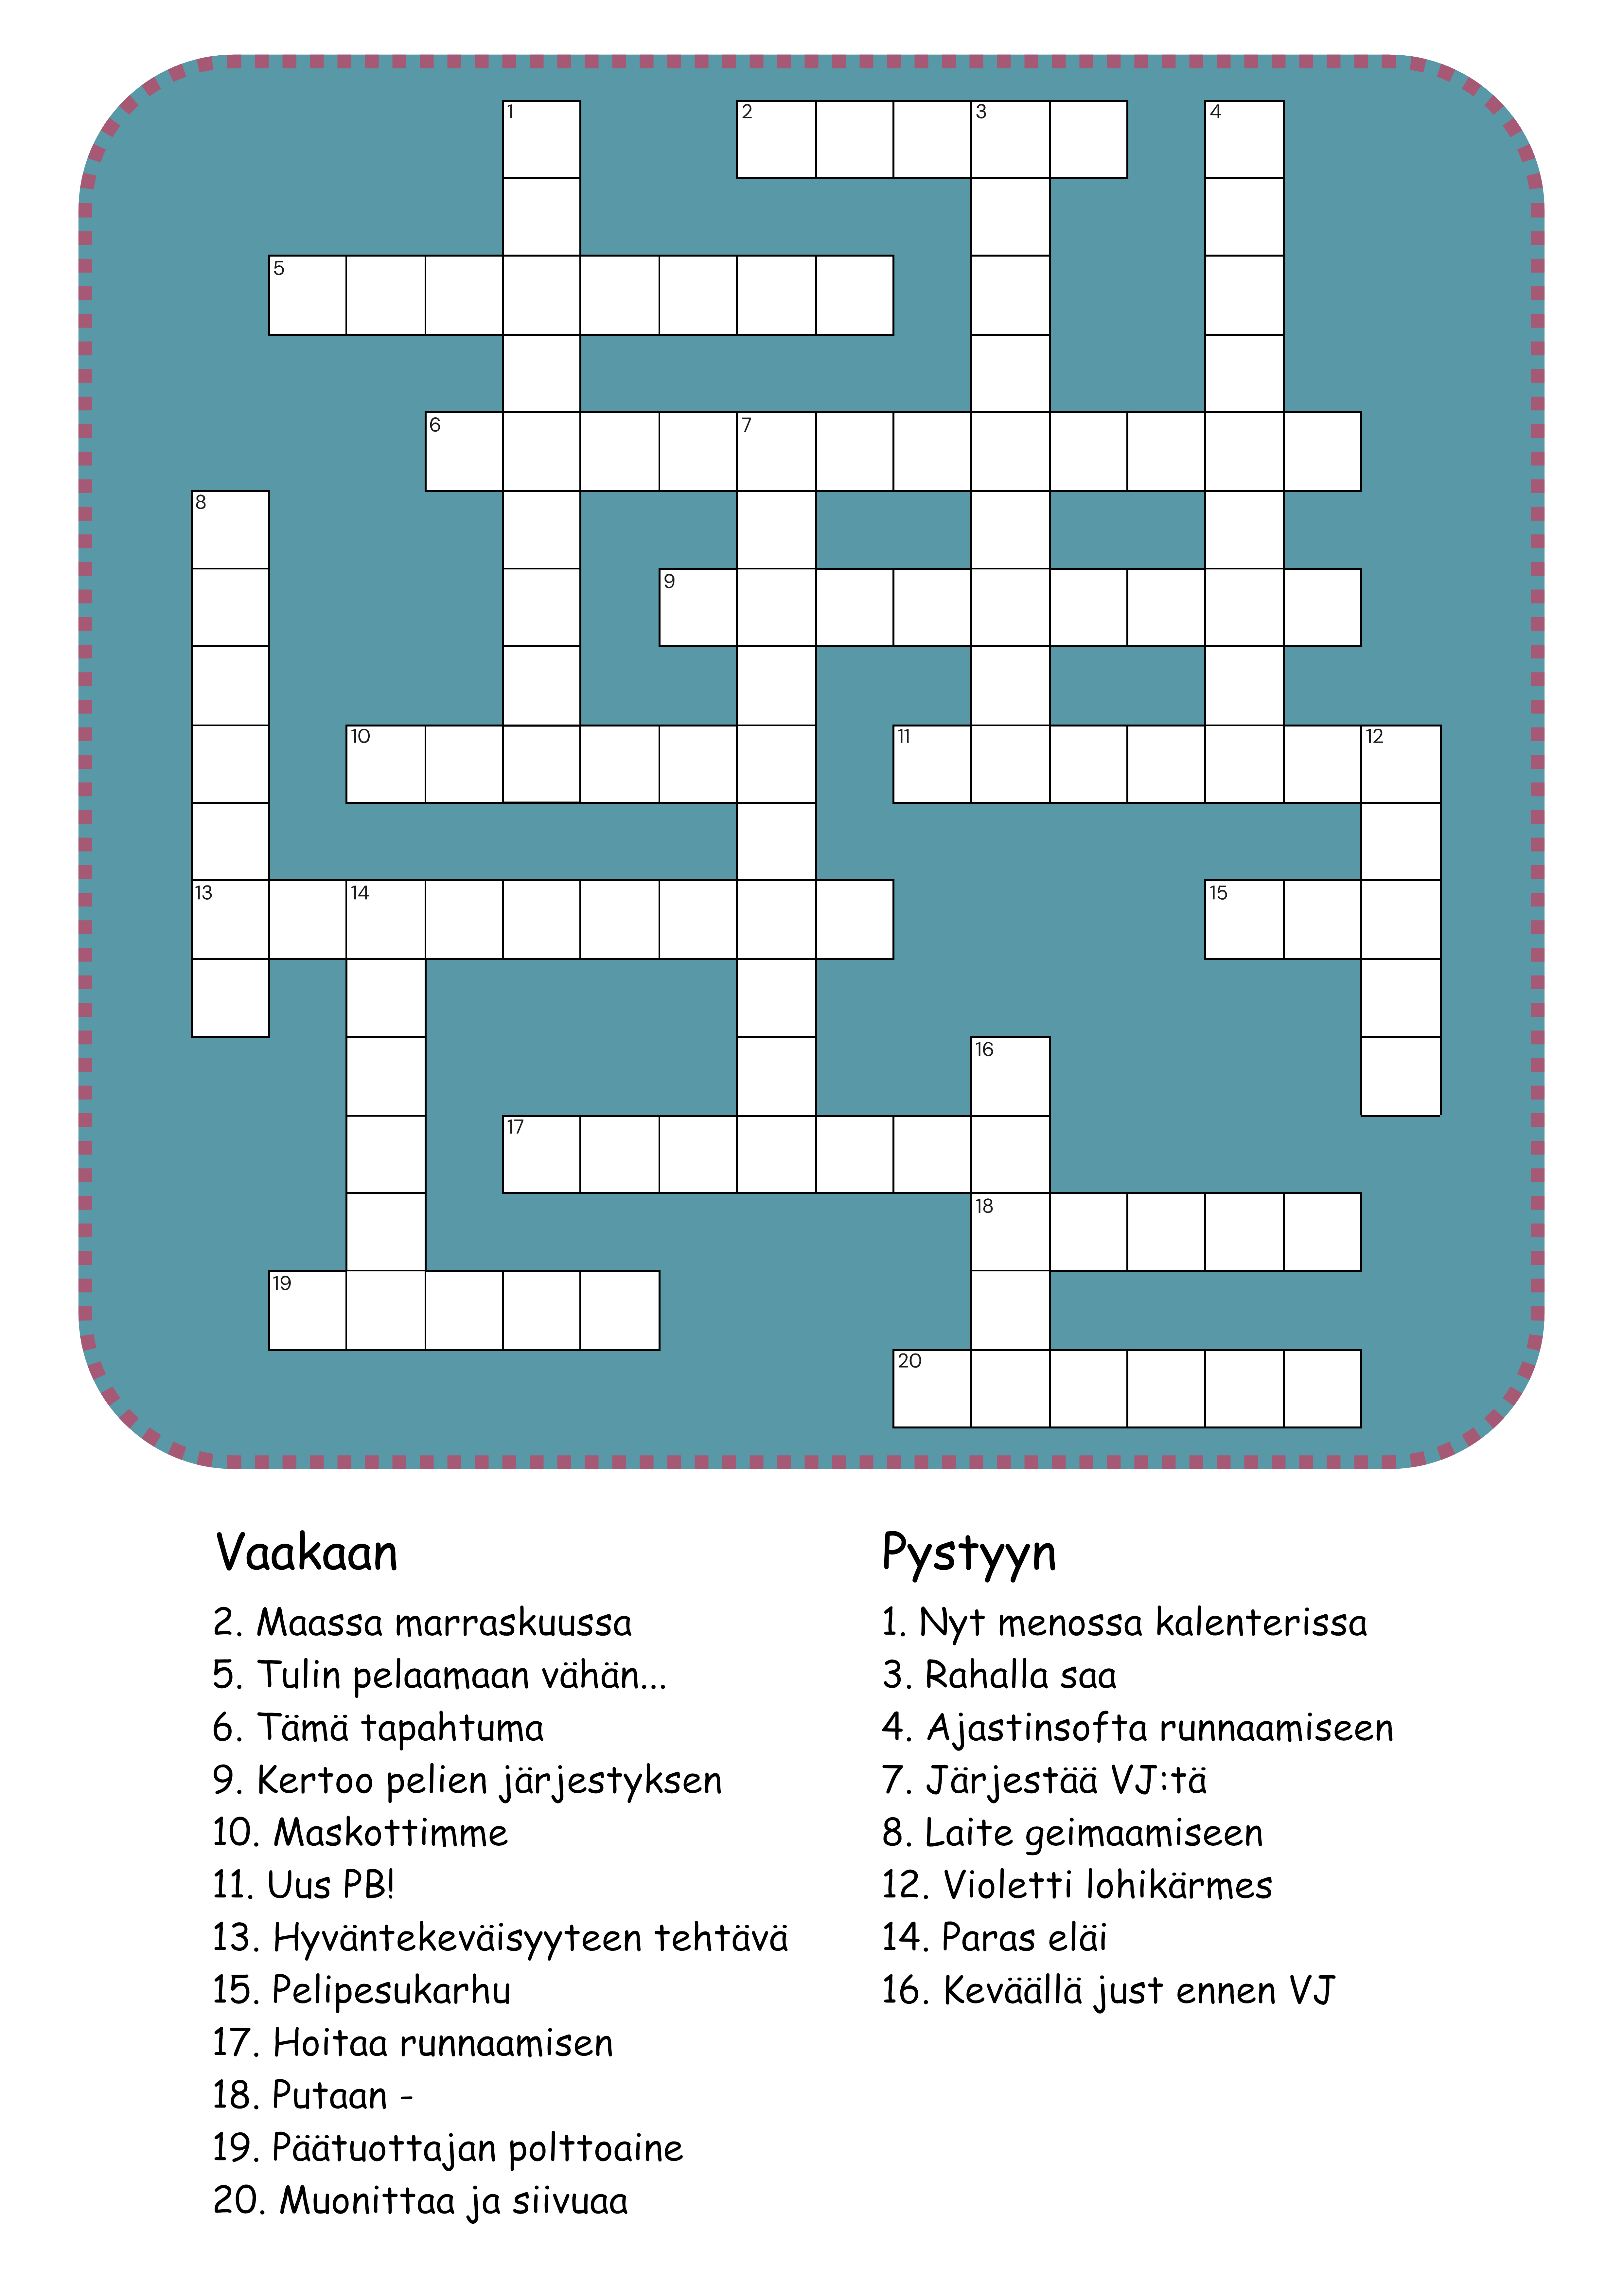 1
2
3
4
5
6
7
8
9
10
11
12
13
14
15
16
17
18
19
20
Vaakaan
2. Maassa marraskuussa
5. Tulin pelaamaan vähän...
6. Tämä tapahtuma
9. Kertoo pelien järjestyksen
10. Maskottimme
11. Uus PB!
13. Hyväntekeväisyyteen tehtävä
15. Pelipesukarhu
17. Hoitaa runnaamisen
18. Putaan -
19. Päätuottajan polttoaine
20. Muonittaa ja siivuaa
Pystyyn
1. Nyt menossa kalenterissa
3. Rahalla saa
4. Ajastinsofta runnaamiseen
7. Järjestää VJ:tä
8. Laite geimaamiseen
12. Violetti lohikärmes
14. Paras eläi
16. Keväällä just ennen VJ